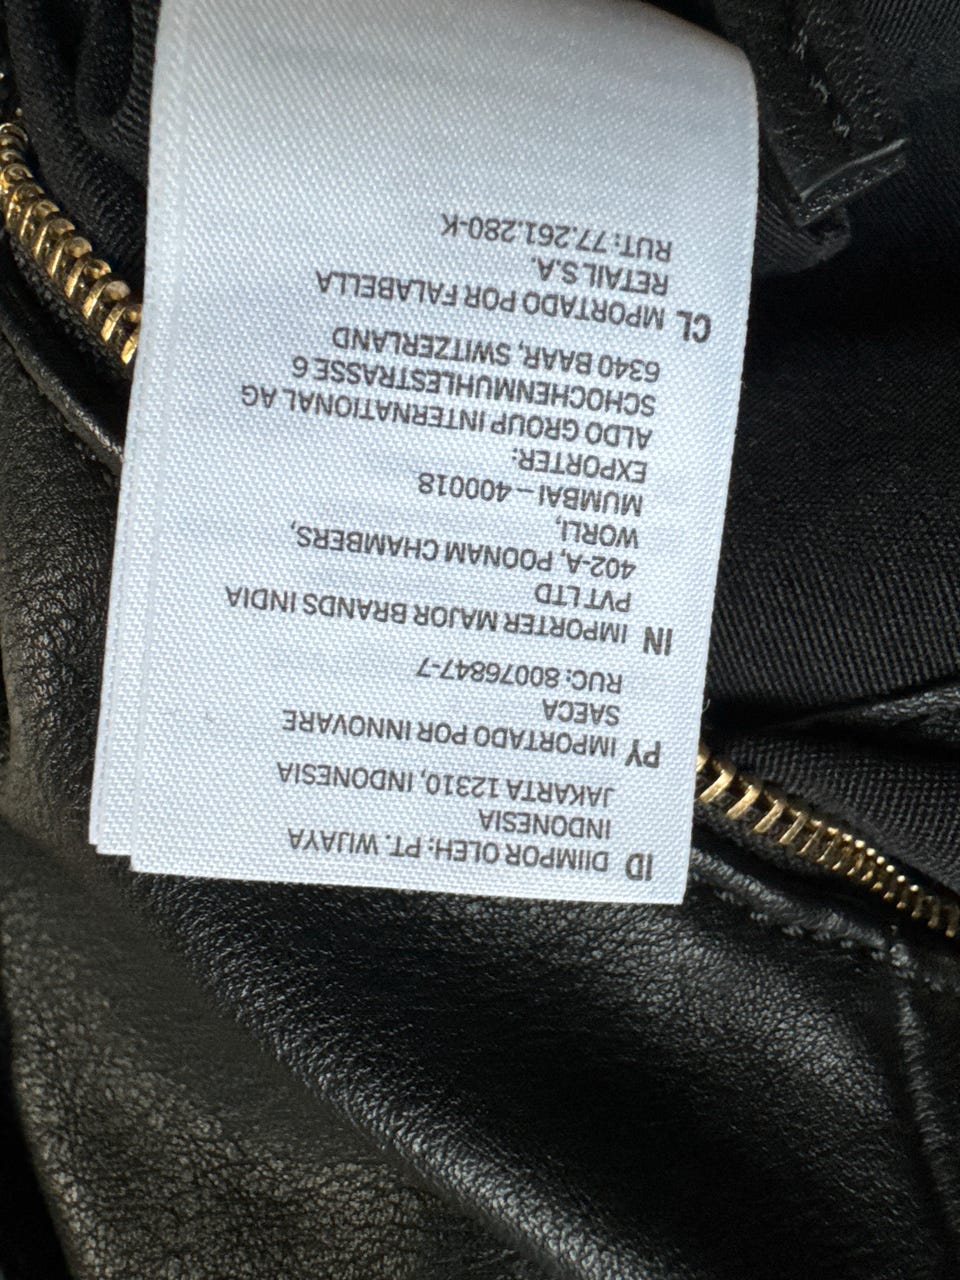 ID DIIMPOR OLEH: PT. WIJAYA
INDONESIA
JAKARTA 12310, INDONESIA
PY IMPORTADO POR INNOVARE
SAECA
RUC: 80076847-7
IN IMPORTER MAJOR BRANDS INDIA
PVT LTD
402-A, POONAM CHAMBERS,
WORLI,
MUMBAI – 400018
EXPORTER:
ALDO GROUP INTERNATIONAL AG
SCHOCHENMUHLESTRASSE 6
6340 BAAR, SWITZERLAND
CL MPORTADO POR FALABELLA
RETAIL S.A.
RUT: 77.261.280-K